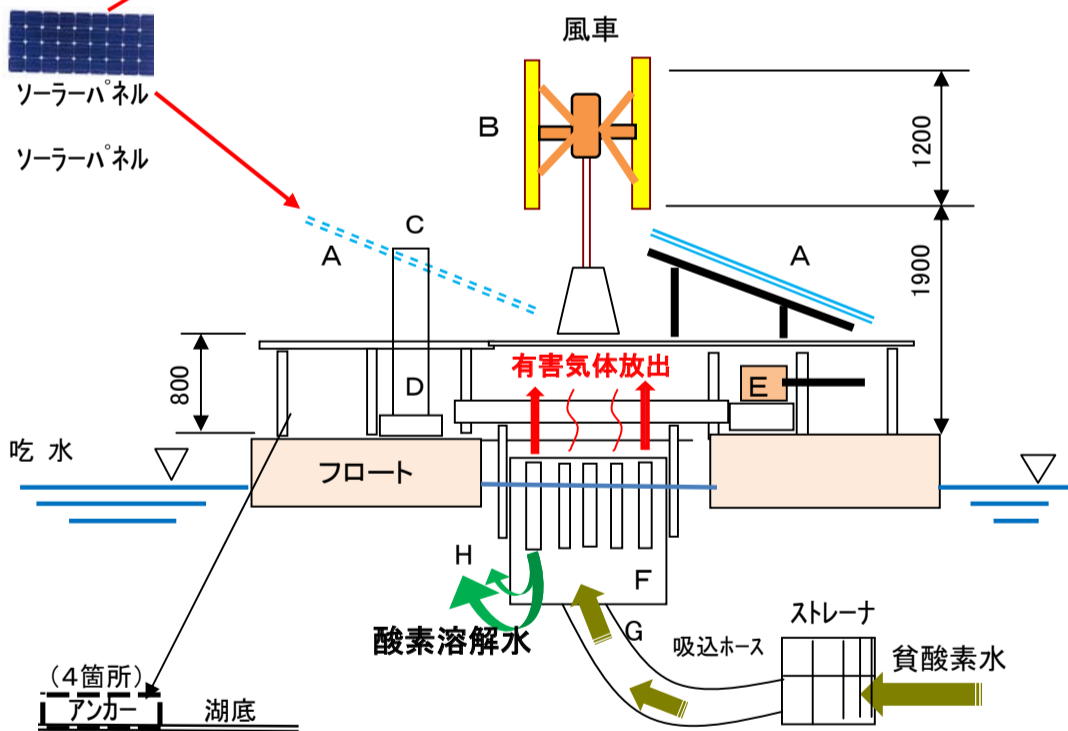 風車
ソーラーパネル
B
ソーラーパネル
1200
C
A
A
1900
有害気体放出
800
D
E
吃 水
フロート
H
F
ストレーナ
G
酸素溶解水
吸込ホース
貧酸素水
(4箇所)
アンカー
湖底